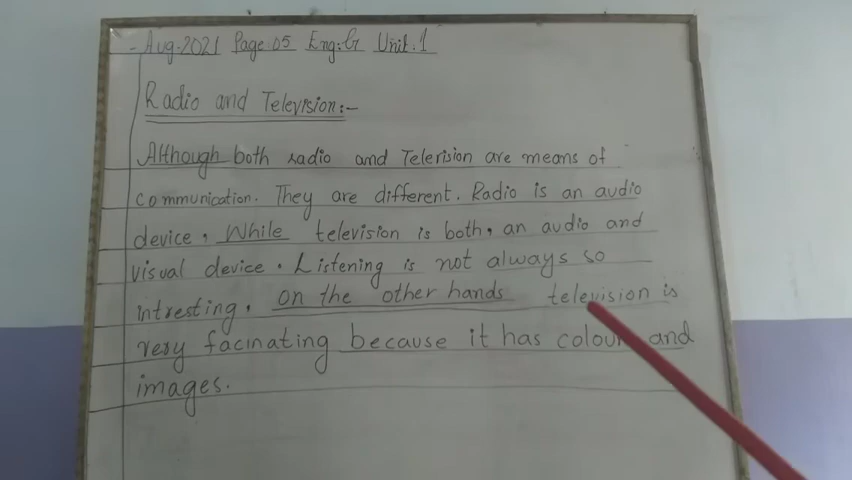 - Aug-2021 Page:05 Eng:G Unit.1
Radio and Television:-
Although both radio and Television are means of
communication. They are different. Radio is an audio
device, While television is both, an audio and
visual device. Listening is not always so
intresting. on the other hands television is
very facinating because it has colour and
images.